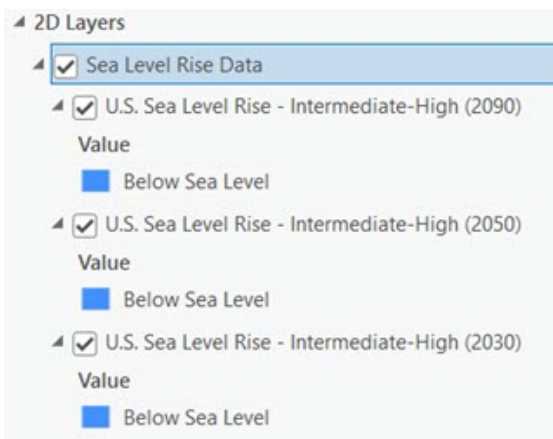 2D Layers
Sea Level Rise Data
U.S. Sea Level Rise - Intermediate-High (2090)
Value
Below Sea Level
U.S. Sea Level Rise - Intermediate-High (2050)
Value
Below Sea Level
U.S. Sea Level Rise - Intermediate-High (2030)
Value
Below Sea Level